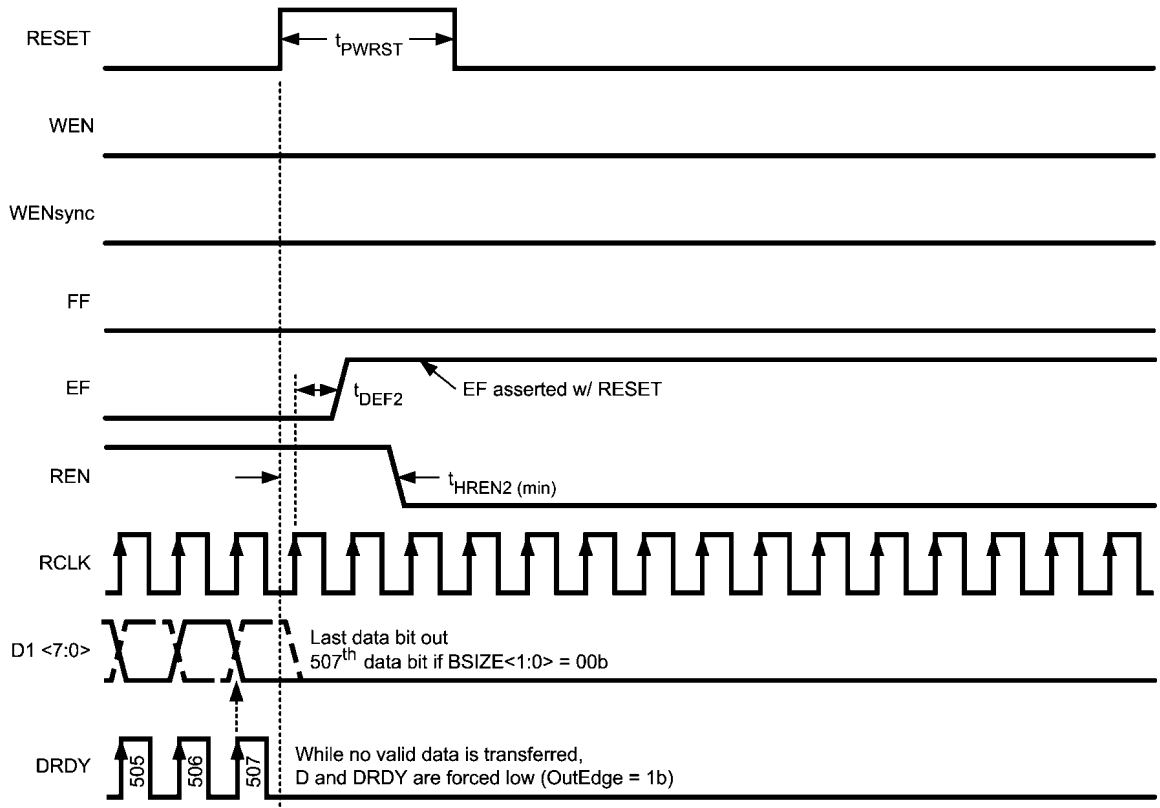 RESET
tPWRST
WEN
WENsync
FF
EF
tDEF2
EF asserted w/ RESET
REN
tHREN2 (min)
RCLK
D1 <7:0>
Last data bit out
507th data bit if BSIZE<1:0> = 00b
DRDY
505
506
507
While no valid data is transferred,
D and DRDY are forced low (OutEdge = 1b)